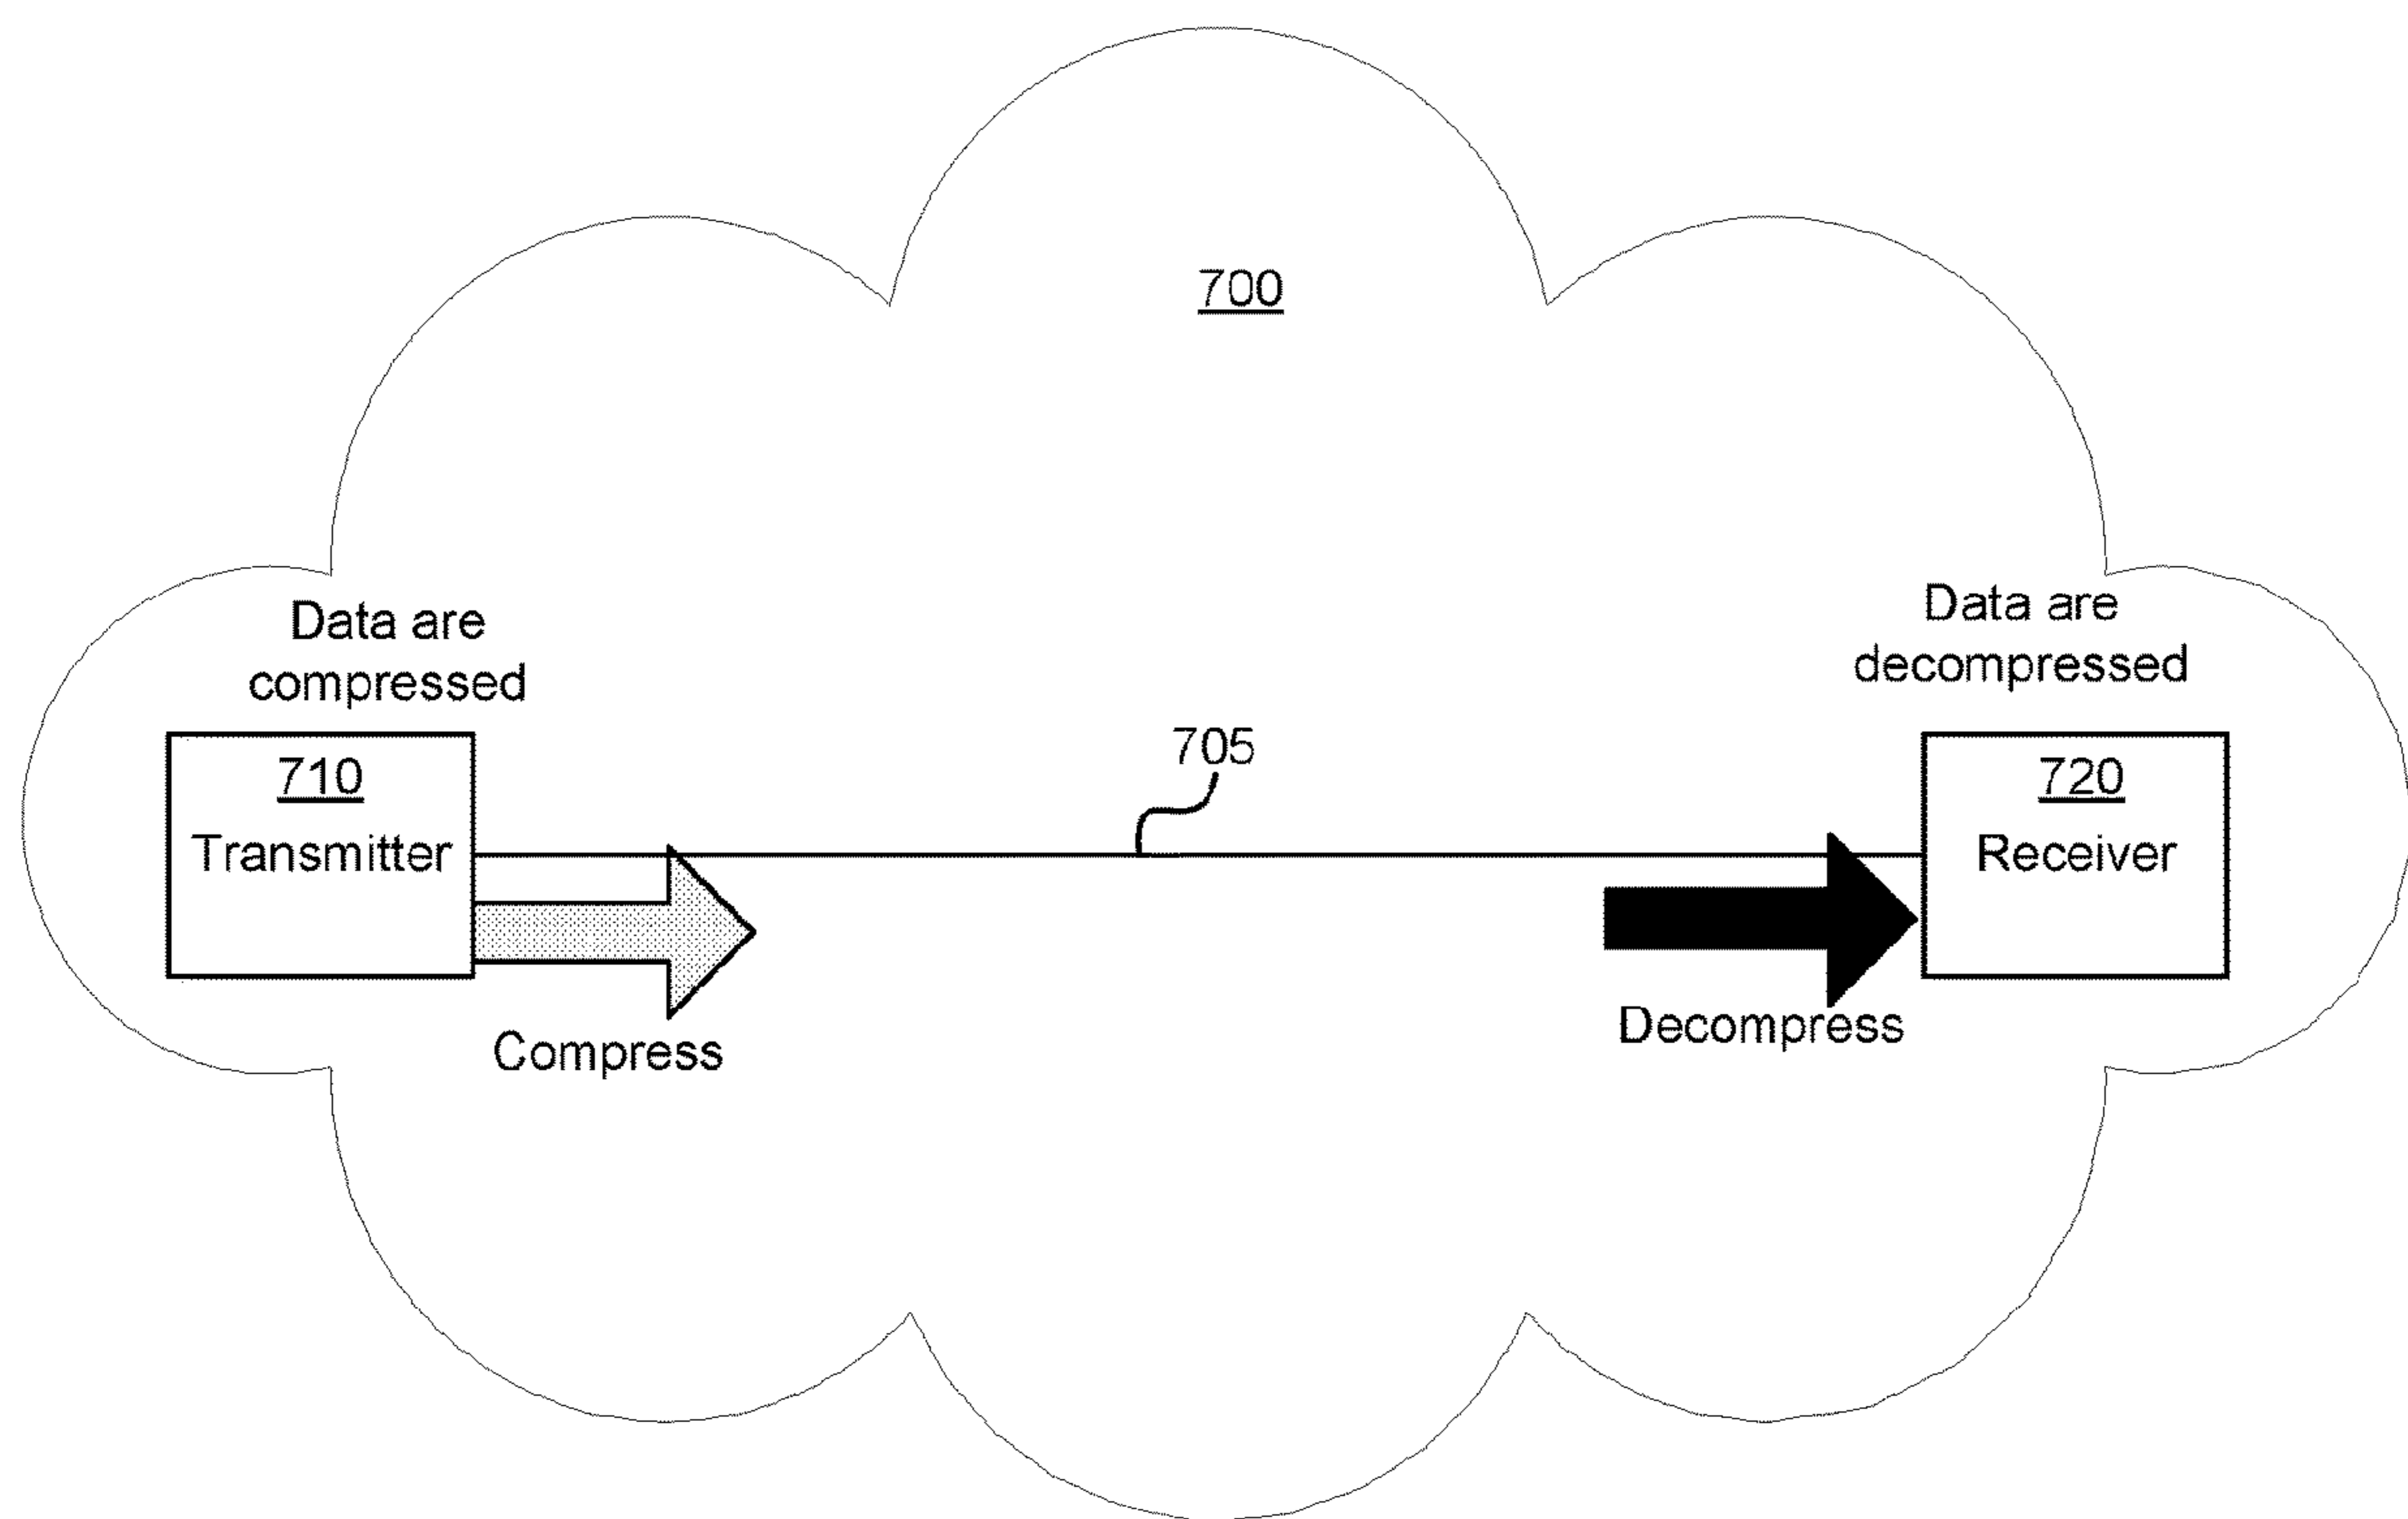 700
Data are
compressed
Data are
decompressed
705
710
Transmitter
720
Receiver
Compress
Decompress